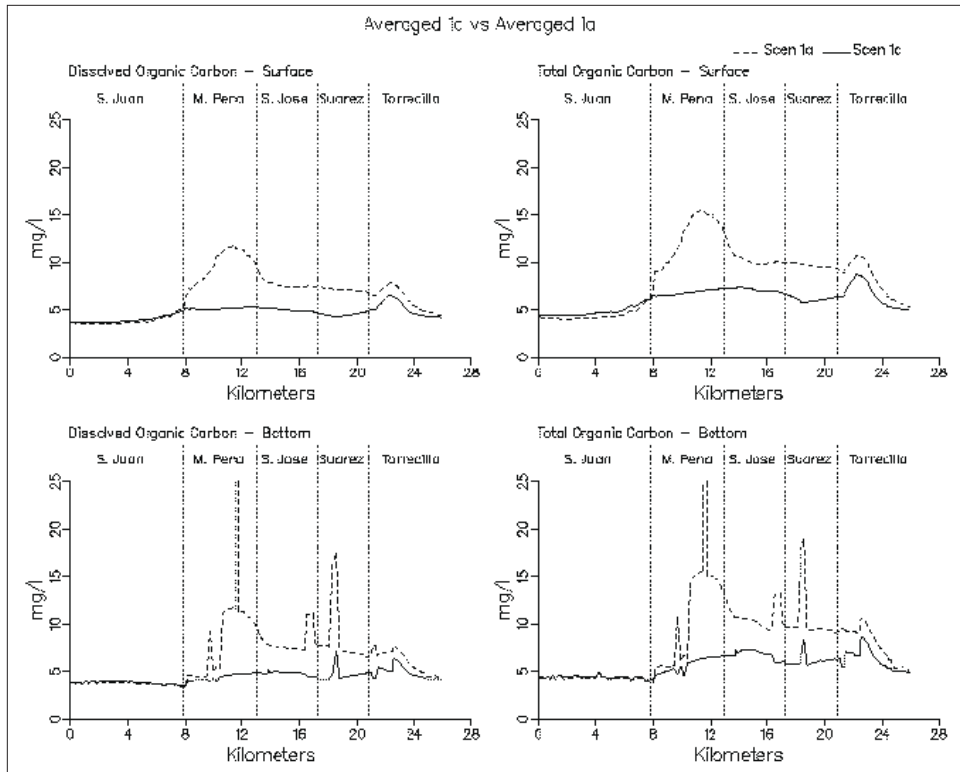 Averaged 1c vs Averaged 1a
Scen 1a Scen 1c
Dissolved Organic Carbon – Surface
S. Juan M. Pena S. Jose Suarez Torrecilla
25
20
15
10
5
0
mg/l
0 4 8 12 16 20 24 28
Kilometers
Total Organic Carbon – Surface
S. Juan M. Pena S. Jose Suarez Torrecilla
25
20
15
10
5
0
mg/l
0 4 8 12 16 20 24 28
Kilometers
Dissolved Organic Carbon – Bottom
S. Juan M. Pena S. Jose Suarez Torrecilla
25
20
15
10
5
0
mg/l
0 4 8 12 16 20 24 28
Kilometers
Total Organic Carbon – Bottom
S. Juan M. Pena S. Jose Suarez Torrecilla
25
20
15
10
5
0
mg/l
0 4 8 12 16 20 24 28
Kilometers